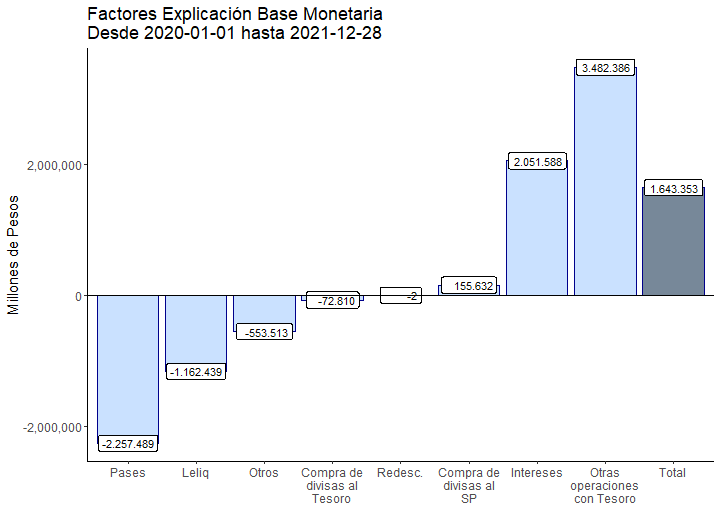 Factores Explicación Base Monetaria
Desde 2020-01-01 hasta 2021-12-28
Millones de Pesos
2,000,000
0
-2,000,000
-2.257.489
-1.162.439
-553.513
-72.810
-2
155.632
2.051.588
3.482.386
1.643.353
Pases
Leliq
Otros
Compra de
divisas al
Tesoro
Redesc.
Compra de
divisas al
SP
Intereses
Otras
operaciones
con Tesoro
Total